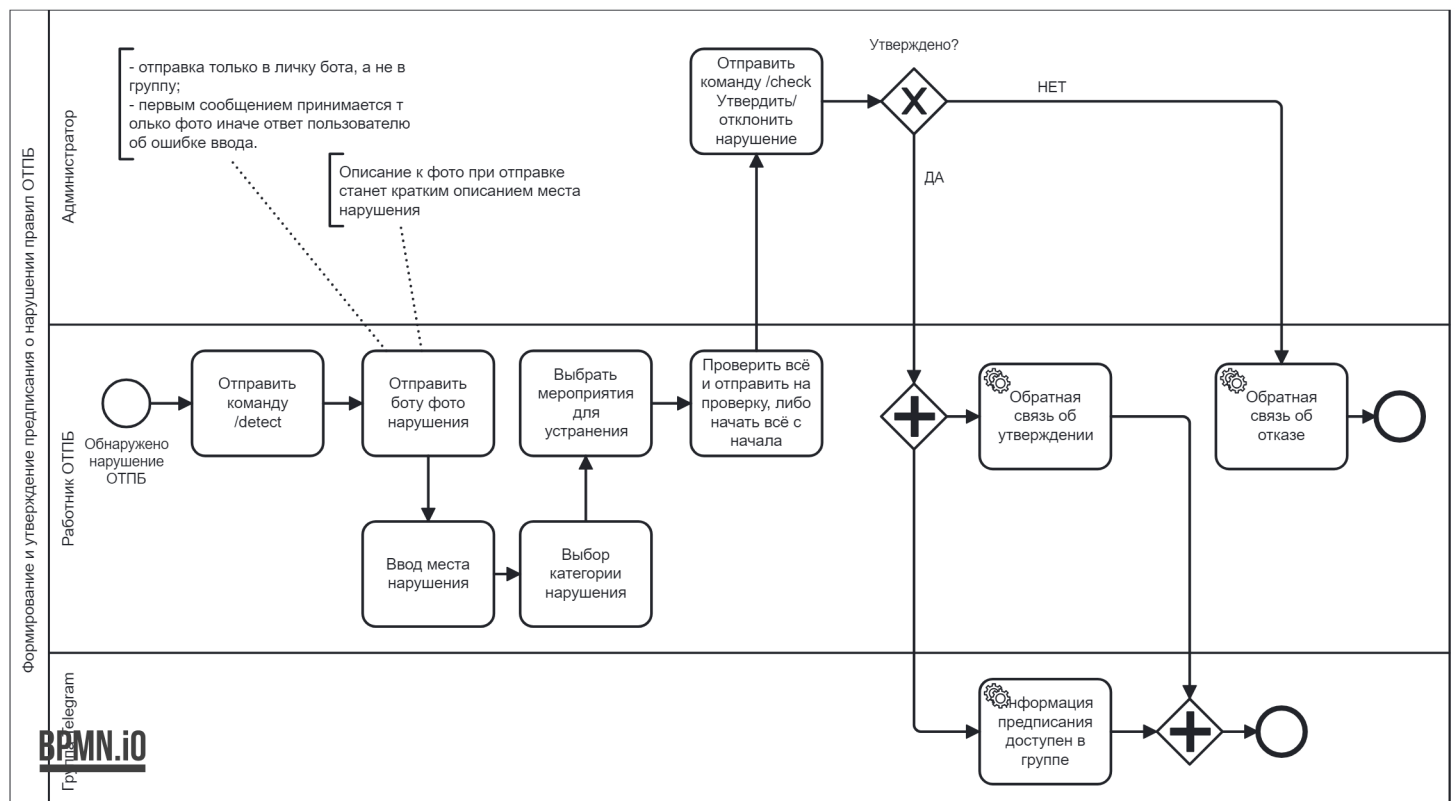 Формирование и утверждение предписания о нарушении правил ОТПБ
Администратор
- отправка только в личку бота, а не в
группу;
- первым сообщением принимается т
олько фото иначе ответ пользователю
об ошибке ввода.
Описание к фото при отправке
станет кратким описанием места
нарушения
Отправить
команду /check
Утвердить/
отклонить
нарушение
Утверждено?
НЕТ
ДА
Работник ОТПБ
Обнаружено
нарушение
ОТПБ
Отправить
команду
/detect
Отправить
боту фото
нарушения
Ввод места
нарушения
Выбор
категории
нарушения
Выбрать
мероприятия
для
устранения
Проверить всё
и отправить на
проверку, либо
начать всё с
начала
Обратная
связь об
утверждении
Обратная
связь об
отказе
Telegram
Информация
предписания
доступен в
группе
BPMN.iO